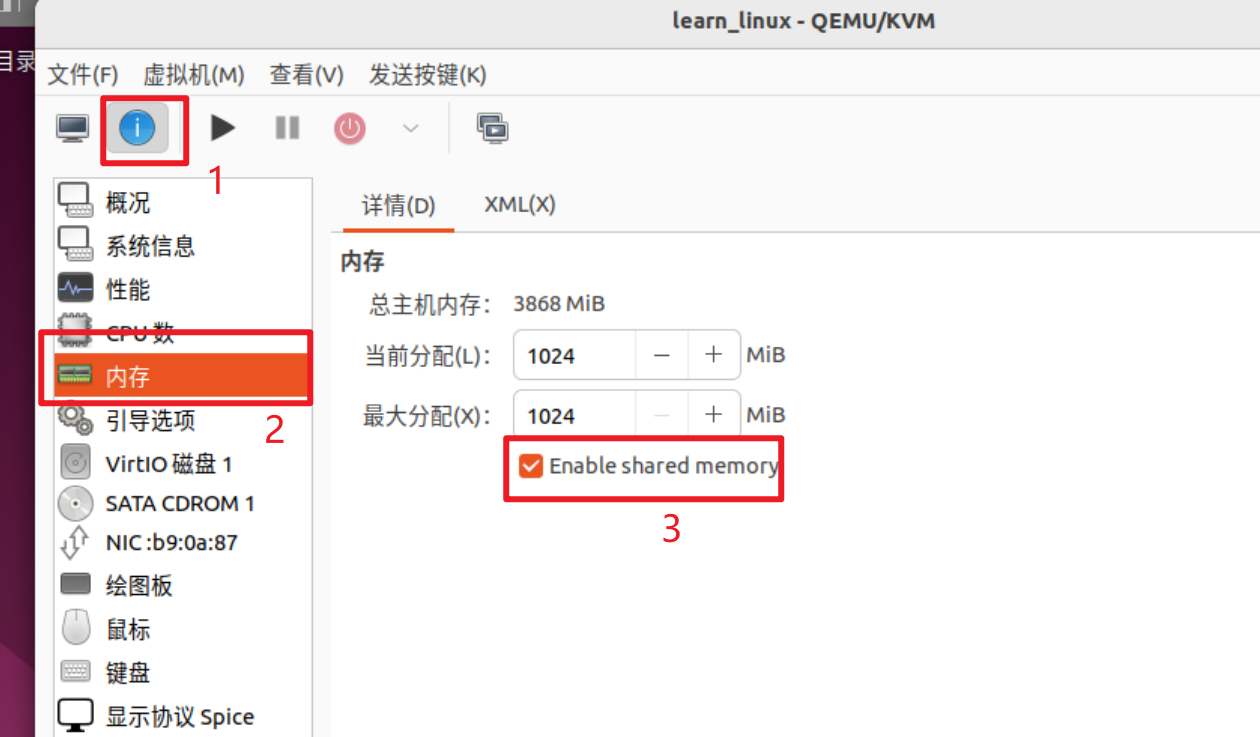 learn_linux - QEMU/KVM
目录
文件(F) 虚拟机(M) 查看(V) 发送按键(K)
1
概况
系统信息
性能
CPU 数
内存
2
引导选项
VirtIO 磁盘 1
SATA CDROM 1
NIC :b9:0a:87
绘图板
鼠标
键盘
显示协议 Spice
详情(D) XML(X)
内存
总主机内存： 3868 MiB
当前分配(L)： 1024 − + MiB
最大分配(X)： 1024 − + MiB
Enable shared memory
3